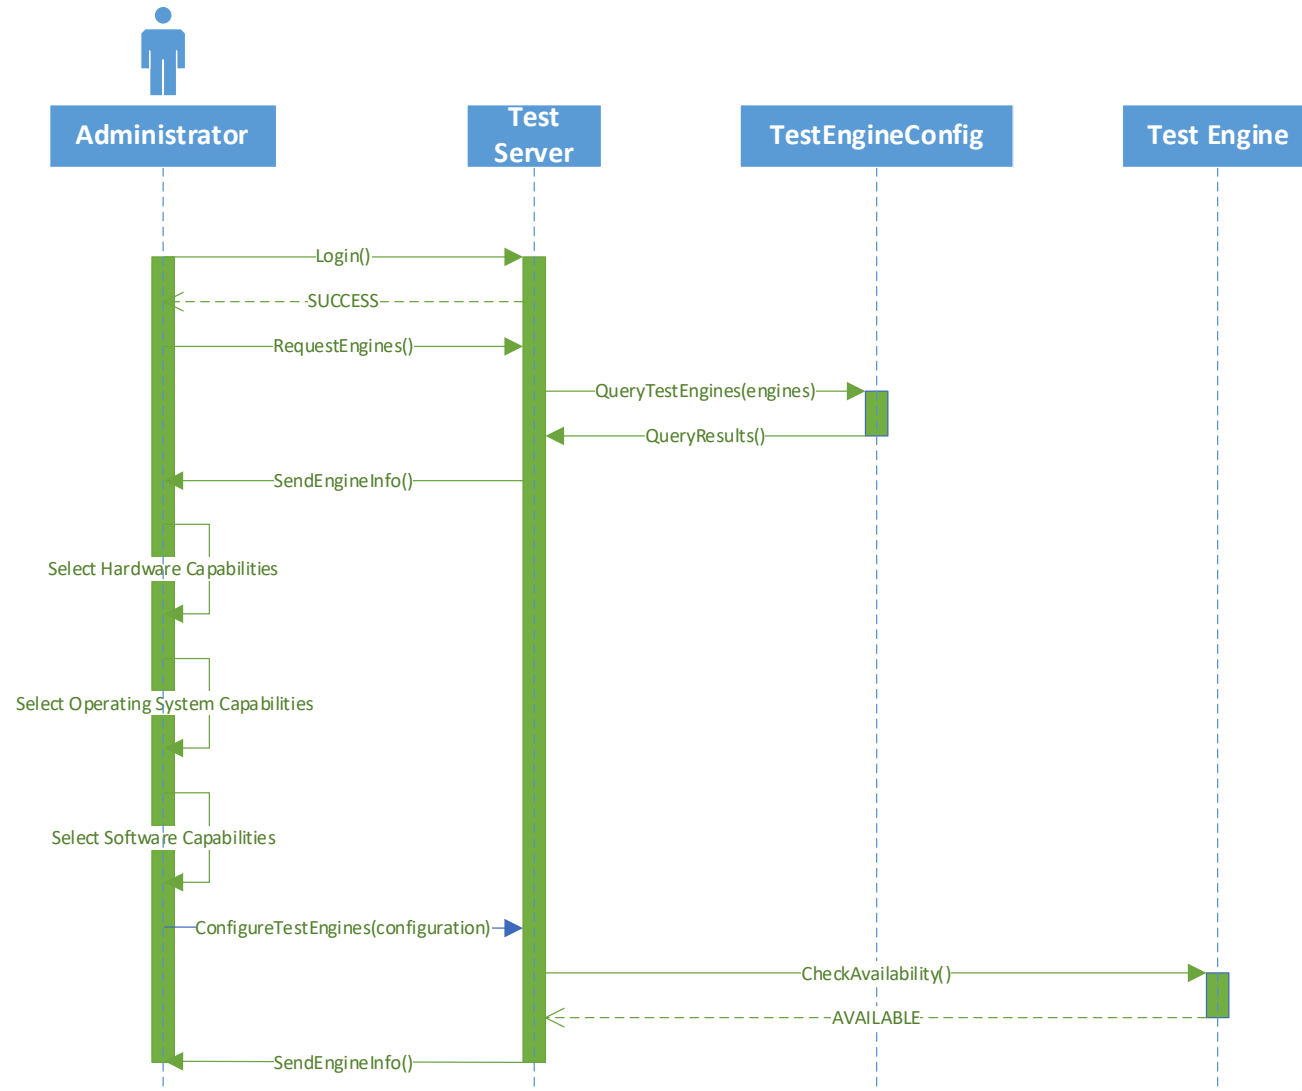 Administrator
Test
Server
TestEngineConfig
Test Engine
Login()
SUCCESS
RequestEngines()
QueryTestEngines(engines)
QueryResults()
SendEngineInfo()
Select Hardware Capabilities
Select Operating System Capabilities
Select Software Capabilities
ConfigureTestEngines(configuration)
CheckAvailability()
AVAILABLE
SendEngineInfo()